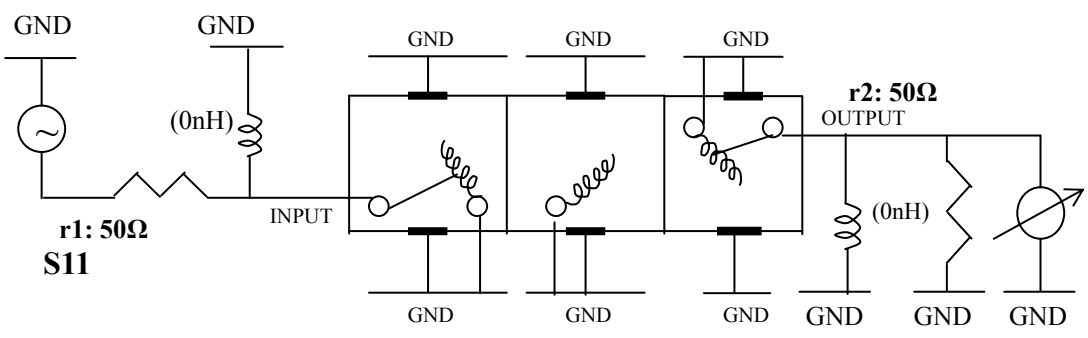 GND
GND
GND
GND
GND
(0nH)
r2: 50Ω
OUTPUT
INPUT
(0nH)
r1: 50Ω
S11
GND
GND
GND
GND
GND
GND